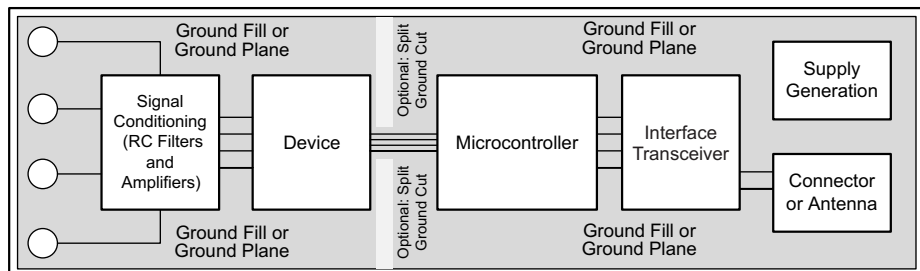 Ground Fill or
Ground Plane
Optional: Split
Ground Cut
Ground Fill or
Ground Plane
Supply
Generation
Signal
Conditioning
(RC Filters
and
Amplifiers)
Device
Microcontroller
Interface
Transceiver
Connector
or Antenna
Ground Fill or
Ground Plane
Optional: Split
Ground Cut
Ground Fill or
Ground Plane